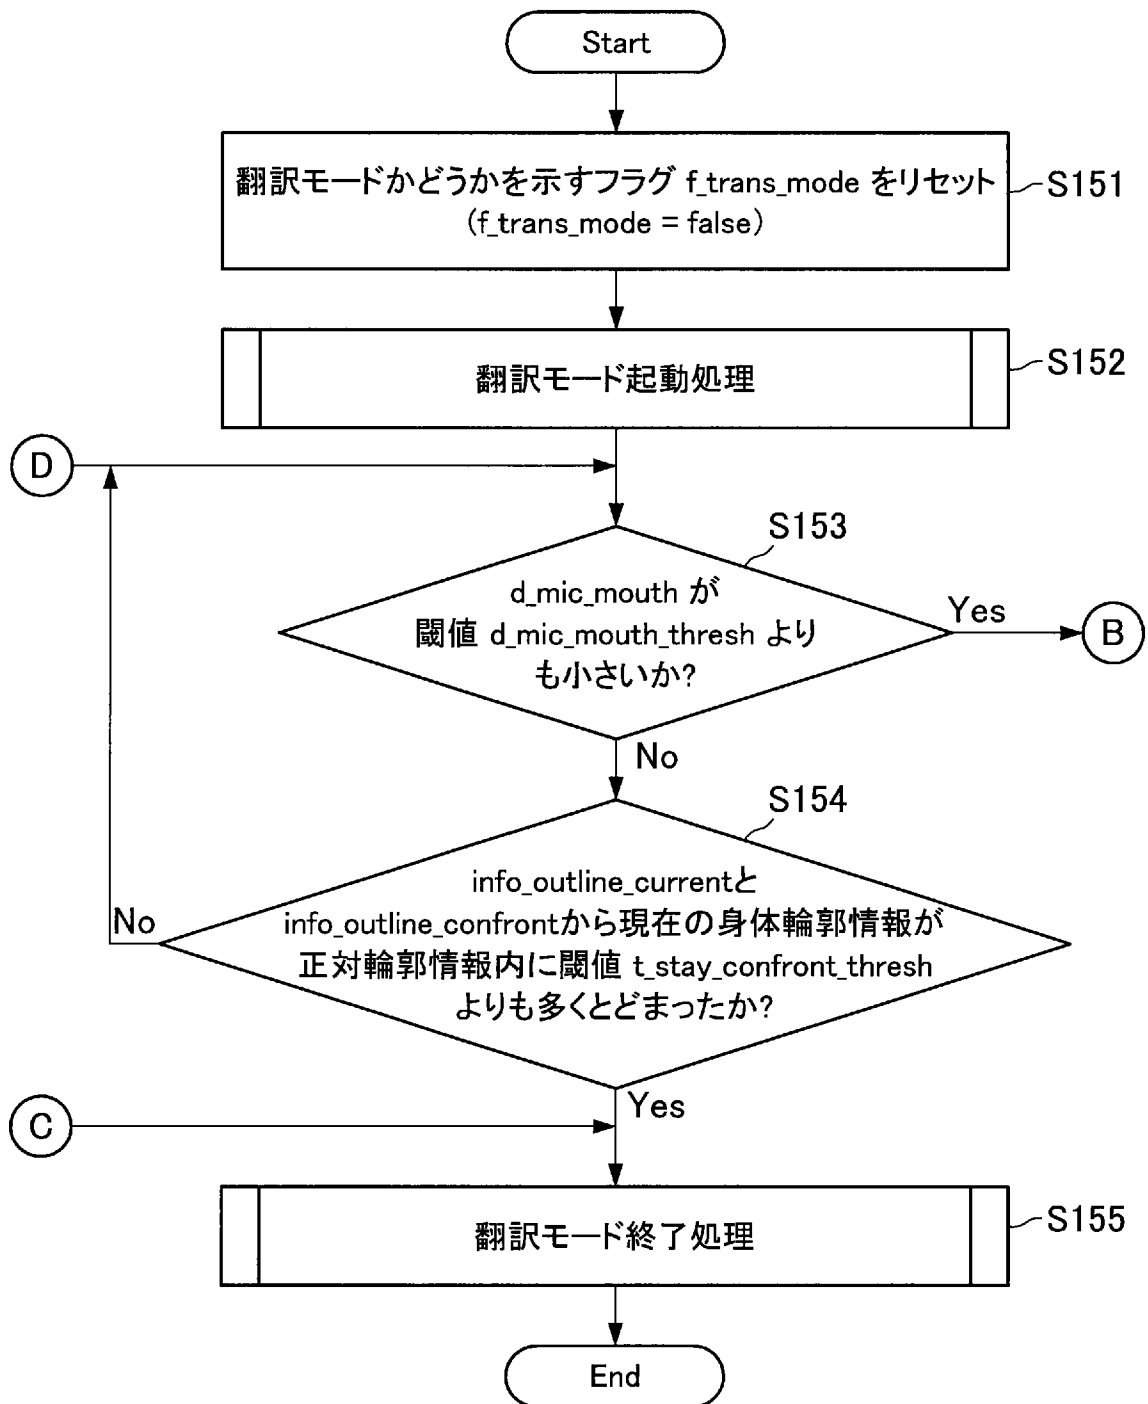 Start
翻訳モードかどうかを示すフラグ f_trans_mode をリセット
(f_trans_mode = false)
S151
翻訳モード起動処理
S152
D
S153
d_mic_mouth が
閾値 d_mic_mouth_thresh より
も小さいか?
Yes
B
No
S154
info_outline_currentと
info_outline_confrontから現在の身体輪郭情報が
正対輪郭情報内に閾値 t_stay_confront_thresh
よりも多くとどまったか?
No
Yes
C
翻訳モード終了処理
S155
End